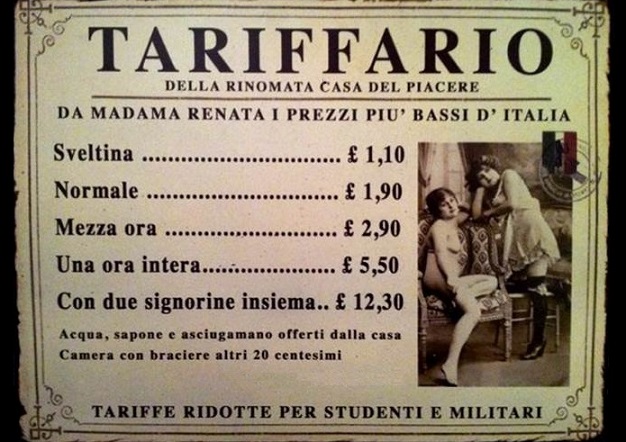 TARIFFARIO
DELLA RINOMATA CASA DEL PIACERE
DA MADAMA RENATA I PREZZI PIU' BASSI D' ITALIA
Sveltina ................................. £ 1,10
Normale ................................ £ 1,90
Mezza ora ............................. £ 2,90
Una ora intera...................... £ 5,50
Con due signorine insiema.. £ 12,30
Acqua, sapone e asciugamano offerti dalla casa
Camera con braciere altri 20 centesimi
TARIFFE RIDOTTE PER STUDENTI E MILITARI